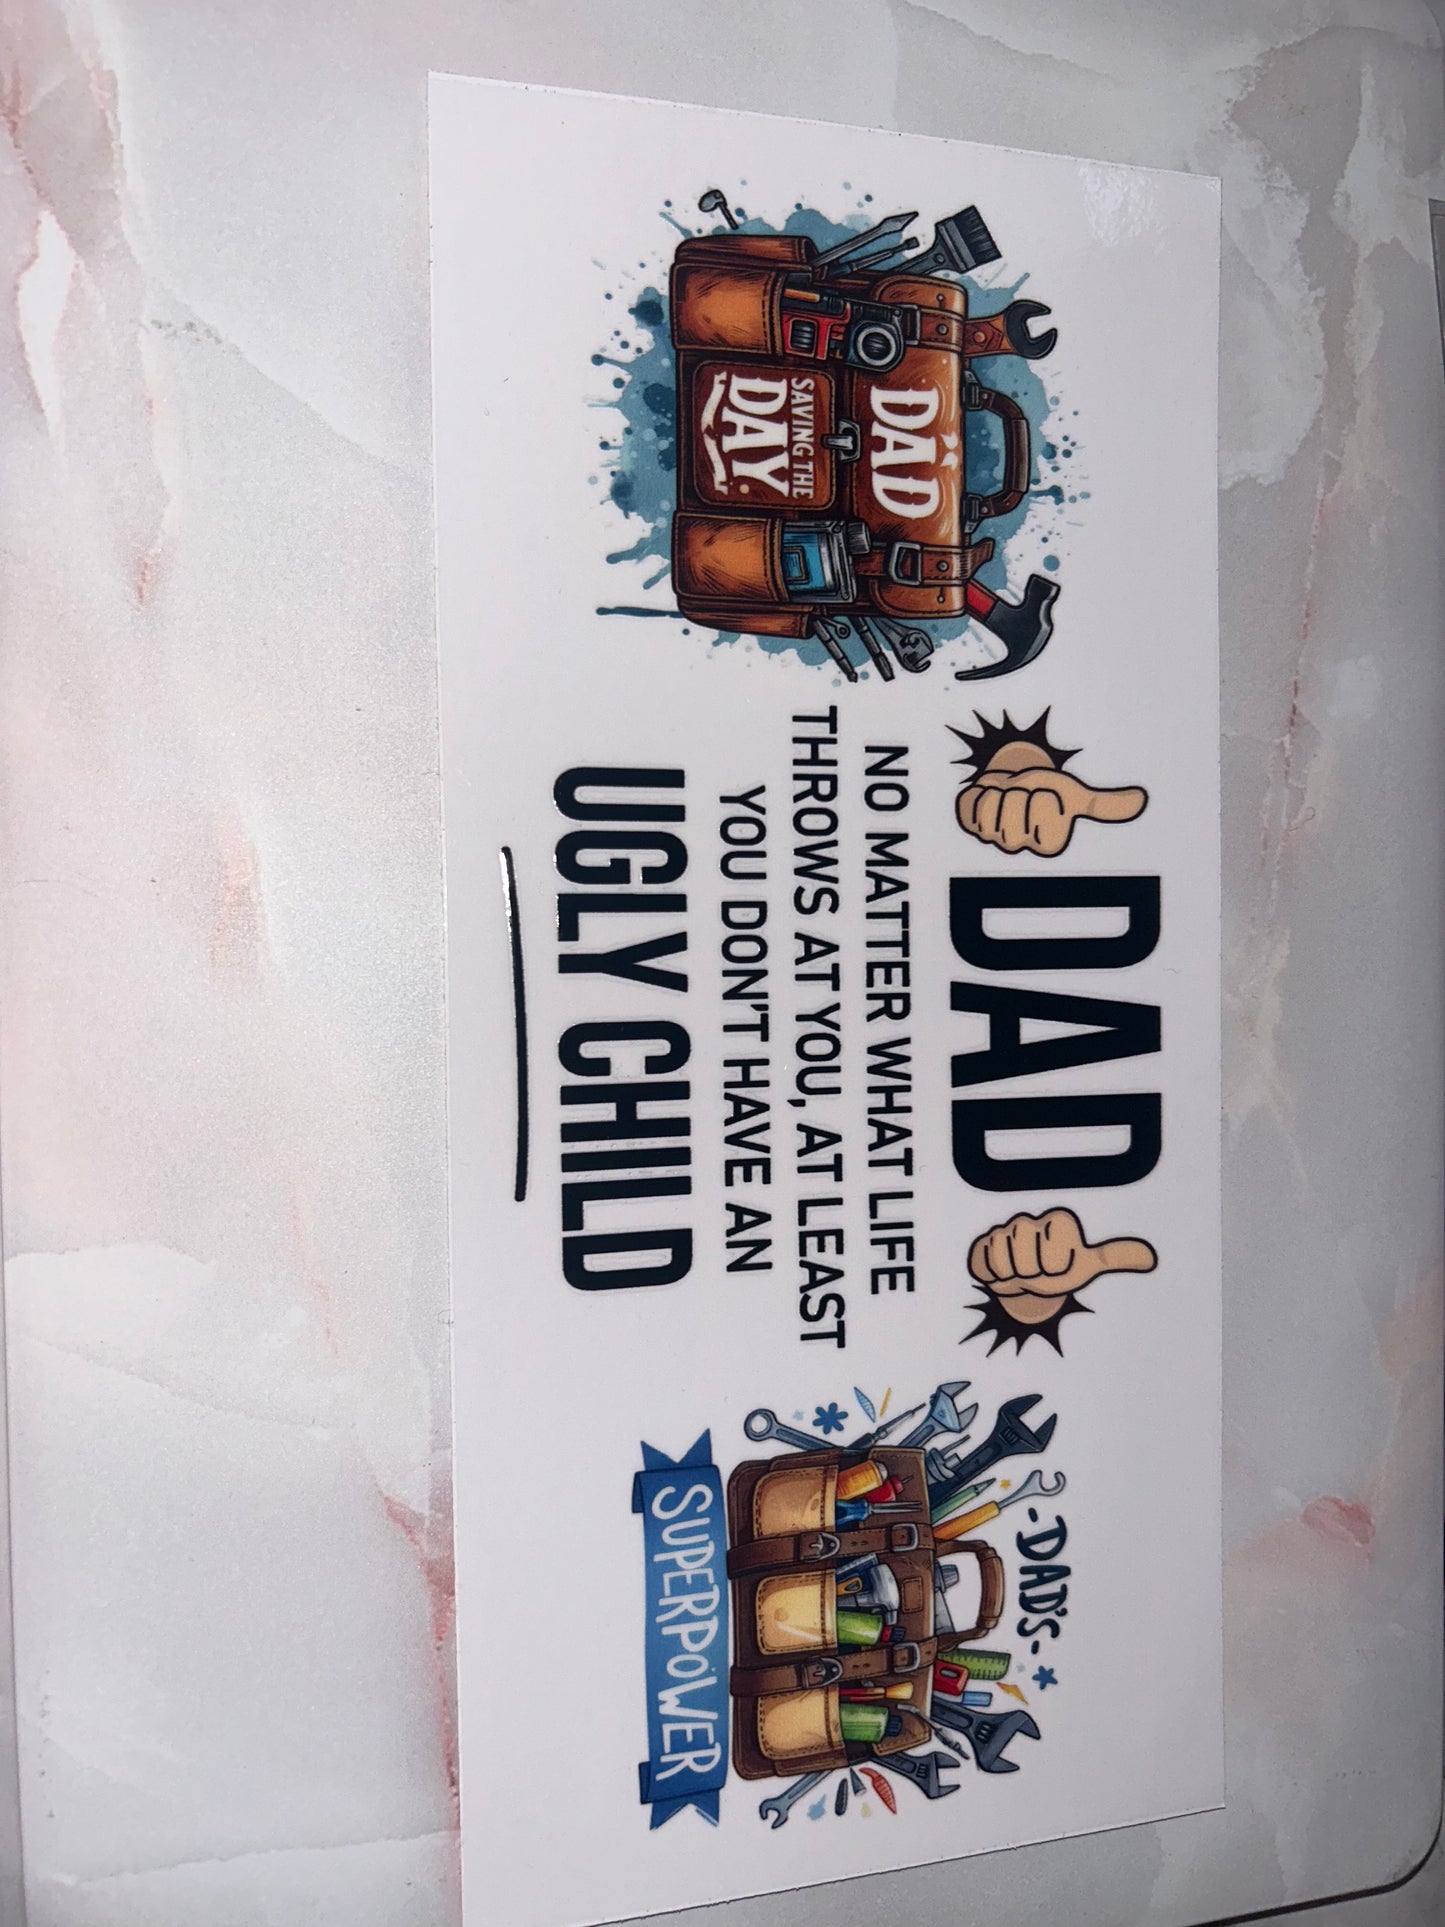 DAD
SAVING THE
DAY
DAD
NO MATTER WHAT LIFE
THROWS AT YOU, AT LEAST
YOU DON'T HAVE AN
UGLY CHILD
-DAD'S-
SUPERPOWER